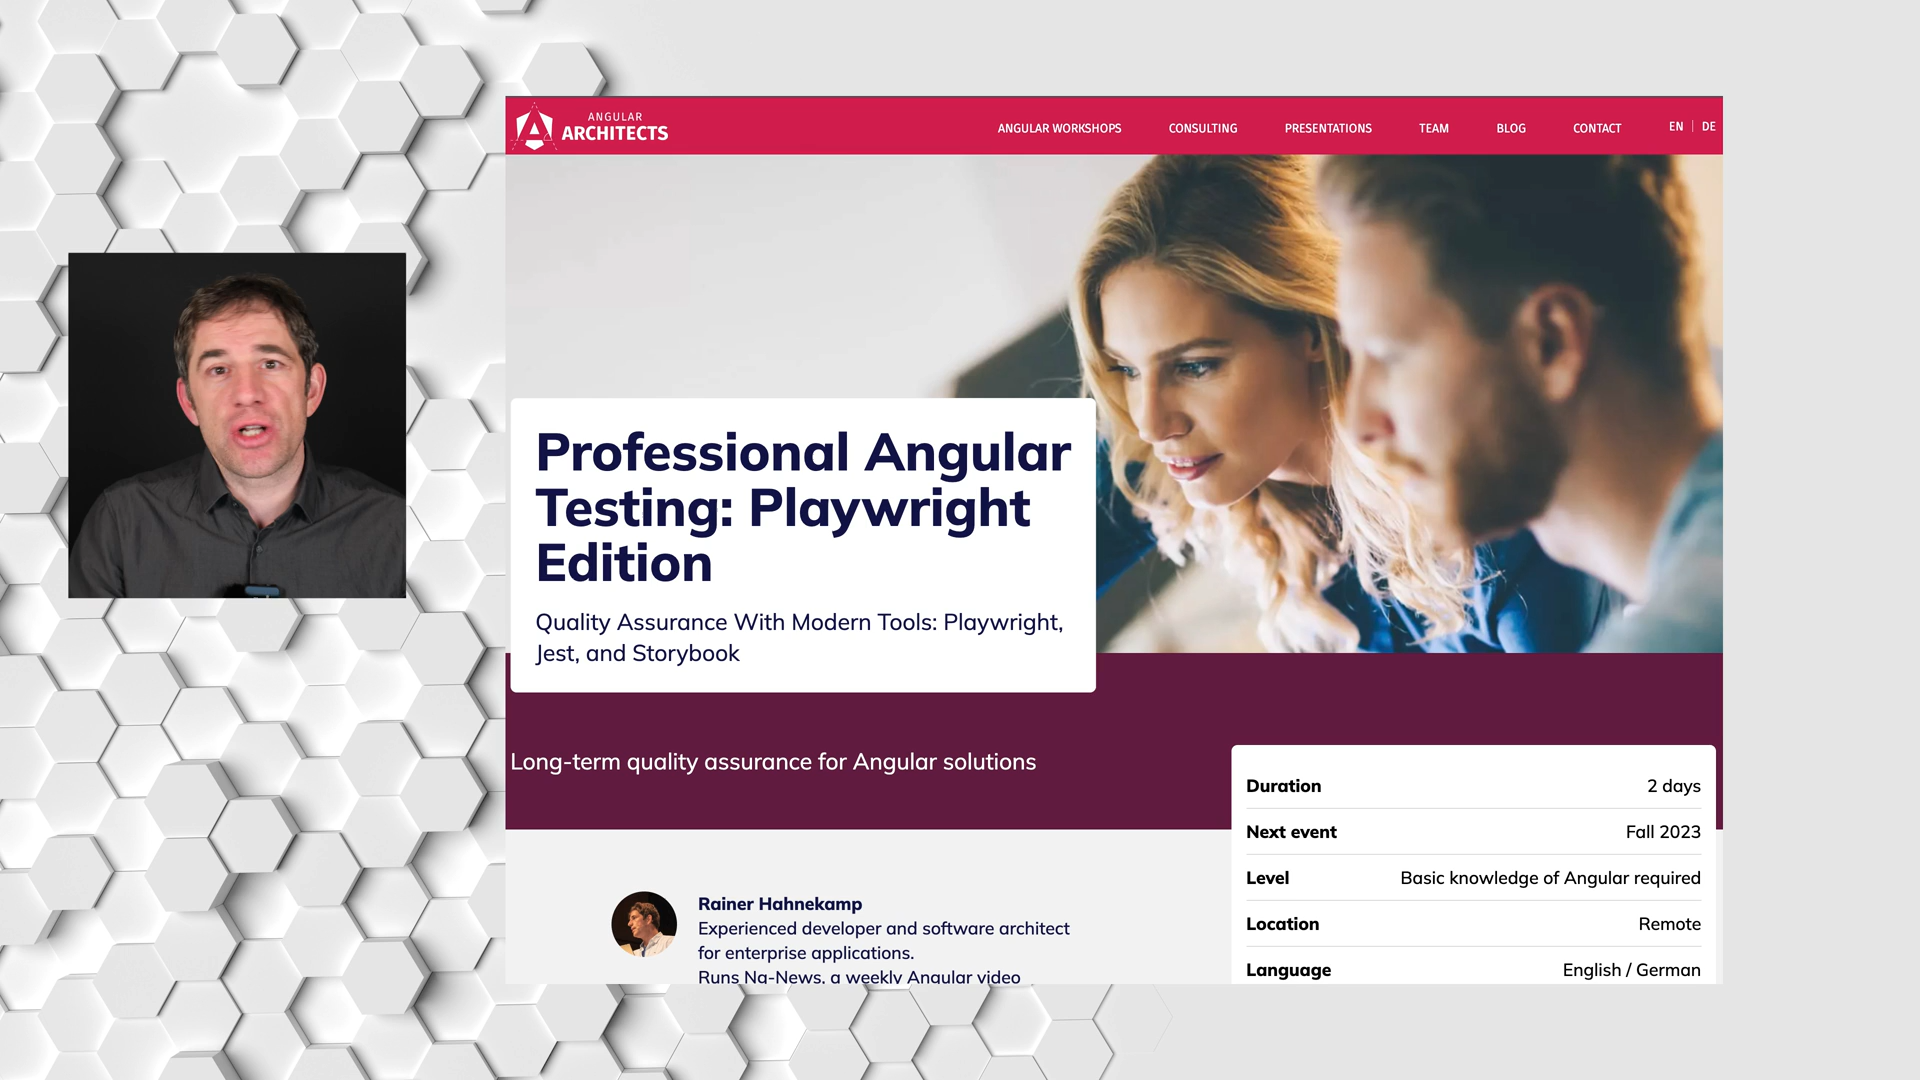 ANGULAR
ARCHITECTS
ANGULAR WORKSHOPS CONSULTING PRESENTATIONS TEAM BLOG CONTACT EN | DE
Professional Angular
Testing: Playwright
Edition
Quality Assurance With Modern Tools: Playwright,
Jest, and Storybook
Long-term quality assurance for Angular solutions
Duration 2 days
Next event Fall 2023
Level Basic knowledge of Angular required
Location Remote
Language English / German
Rainer Hahnekamp
Experienced developer and software architect
for enterprise applications.
Runs Ng-News, a weekly Angular video